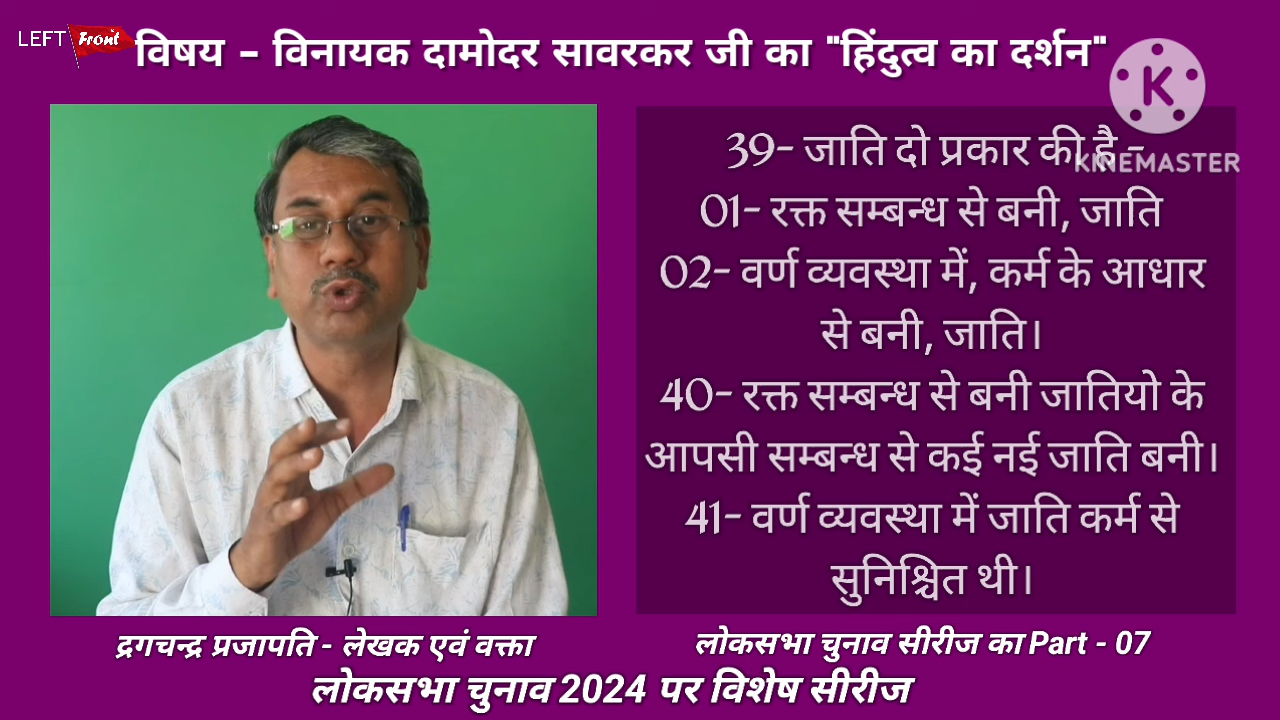 LEFT Front
विषय - विनायक दामोदर सावरकर जी का "हिंदुत्व का दर्शन"
K
KINEMASTER
39- जाति दो प्रकार की है -
01- रक्त सम्बन्ध से बनी, जाति
02- वर्ण व्यवस्था में, कर्म के आधार
से बनी, जाति।
40- रक्त सम्बन्ध से बनी जातियो के
आपसी सम्बन्ध से कई नई जाति बनी।
41- वर्ण व्यवस्था में जाति कर्म से
सुनिश्चित थी।
द्रगचन्द्र प्रजापति - लेखक एवं वक्ता
लोकसभा चुनाव सीरीज का Part - 07
लोकसभा चुनाव 2024 पर विशेष सीरीज